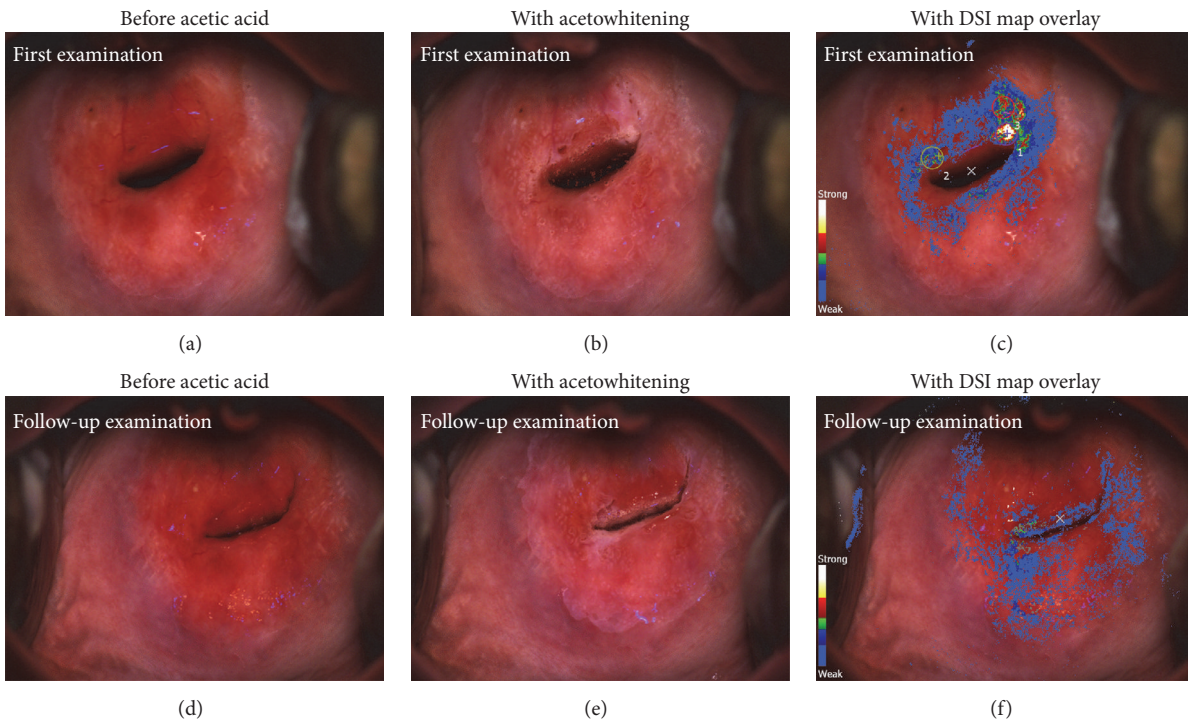 Before acetic acid
With acetowhitening
With DSI map overlay
First examination
First examination
First examination
1
2
3
Strong
Weak
(a)
(b)
(c)
Before acetic acid
With acetowhitening
With DSI map overlay
Follow-up examination
Follow-up examination
Follow-up examination
Strong
Weak
(d)
(e)
(f)